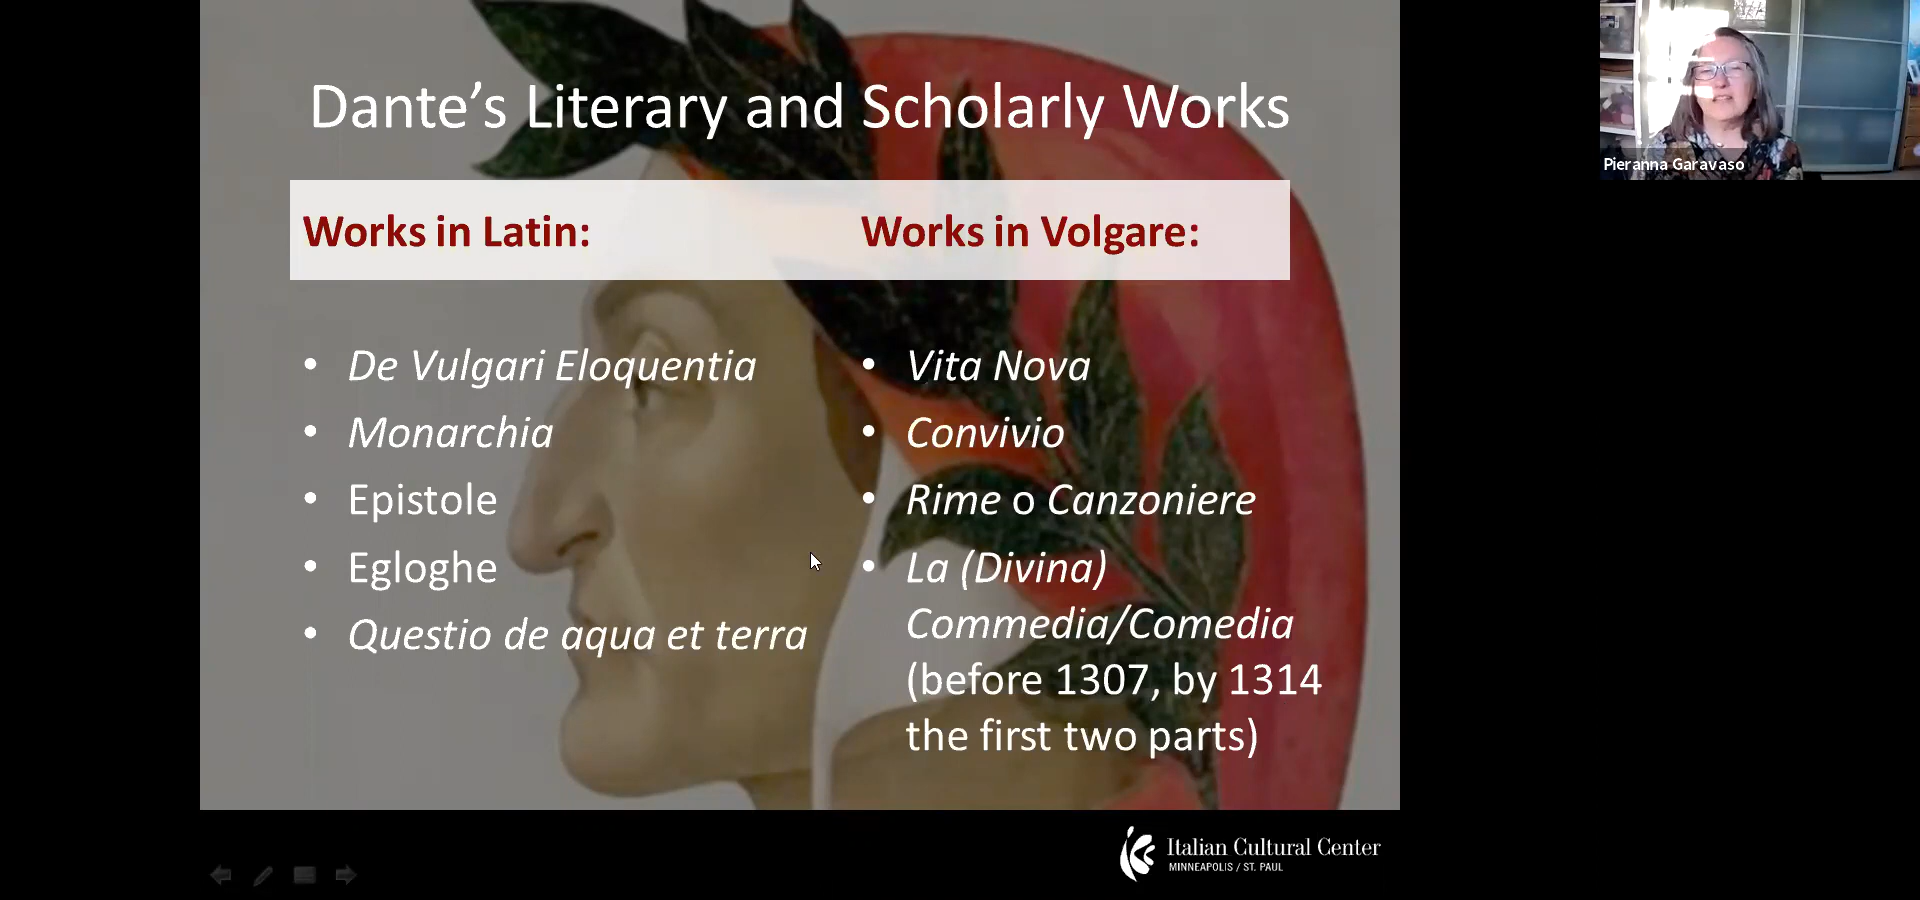 Dante’s Literary and Scholarly Works
Works in Latin:
• De Vulgari Eloquentia
• Monarchia
• Epistole
• Egloghe
• Questio de aqua et terra
Works in Volgare:
• Vita Nova
• Convivio
• Rime o Canzoniere
• La (Divina)
Commedia/Comedia
(before 1307, by 1314
the first two parts)
Pieranna Garavaso
Italian Cultural Center
MINNEAPOLIS / ST. PAUL